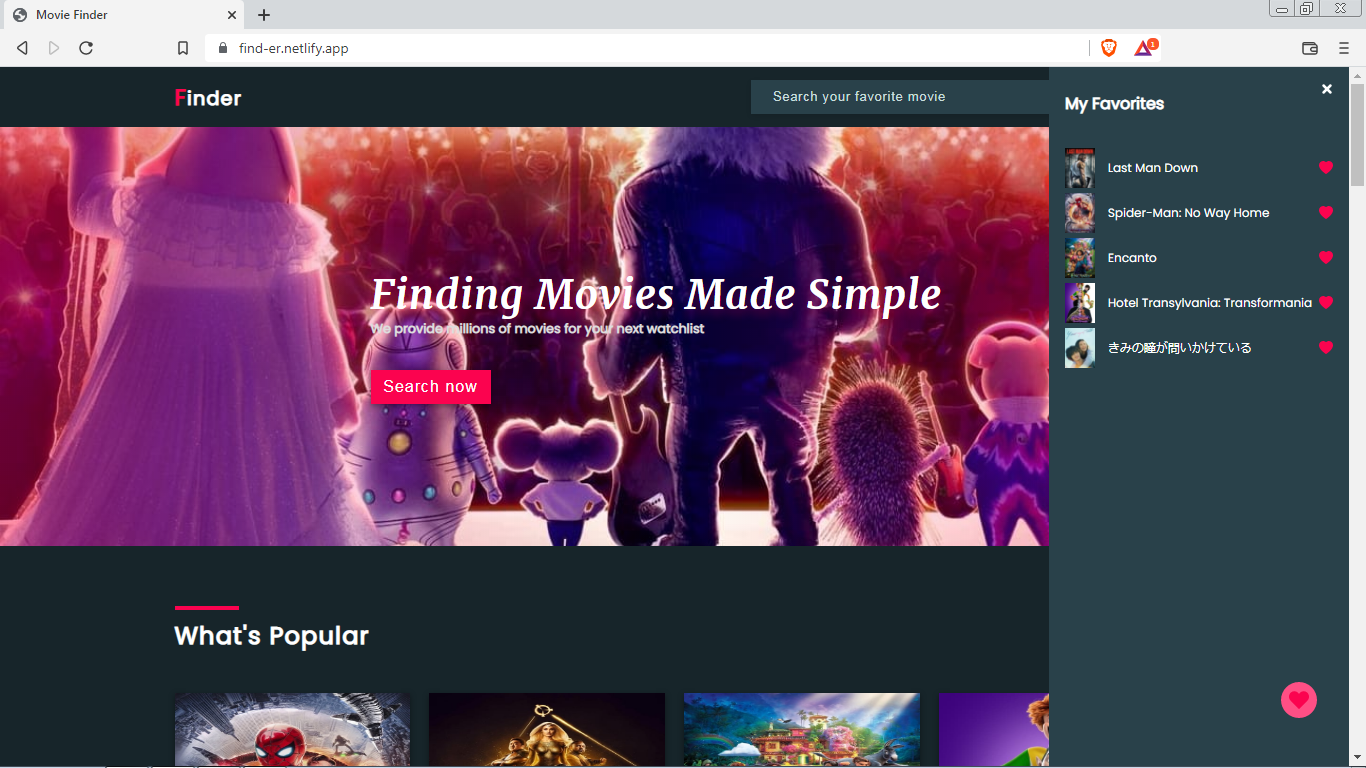 Movie Finder
find-er.netlify.app
1
Finder
Search your favorite movie
My Favorites
Last Man Down
Spider-Man: No Way Home
Encanto
Hotel Transylvania: Transformania
きみの瞳が問いかけている
Finding Movies Made Simple
We provide millions of movies for your next watchlist
Search now
What's Popular